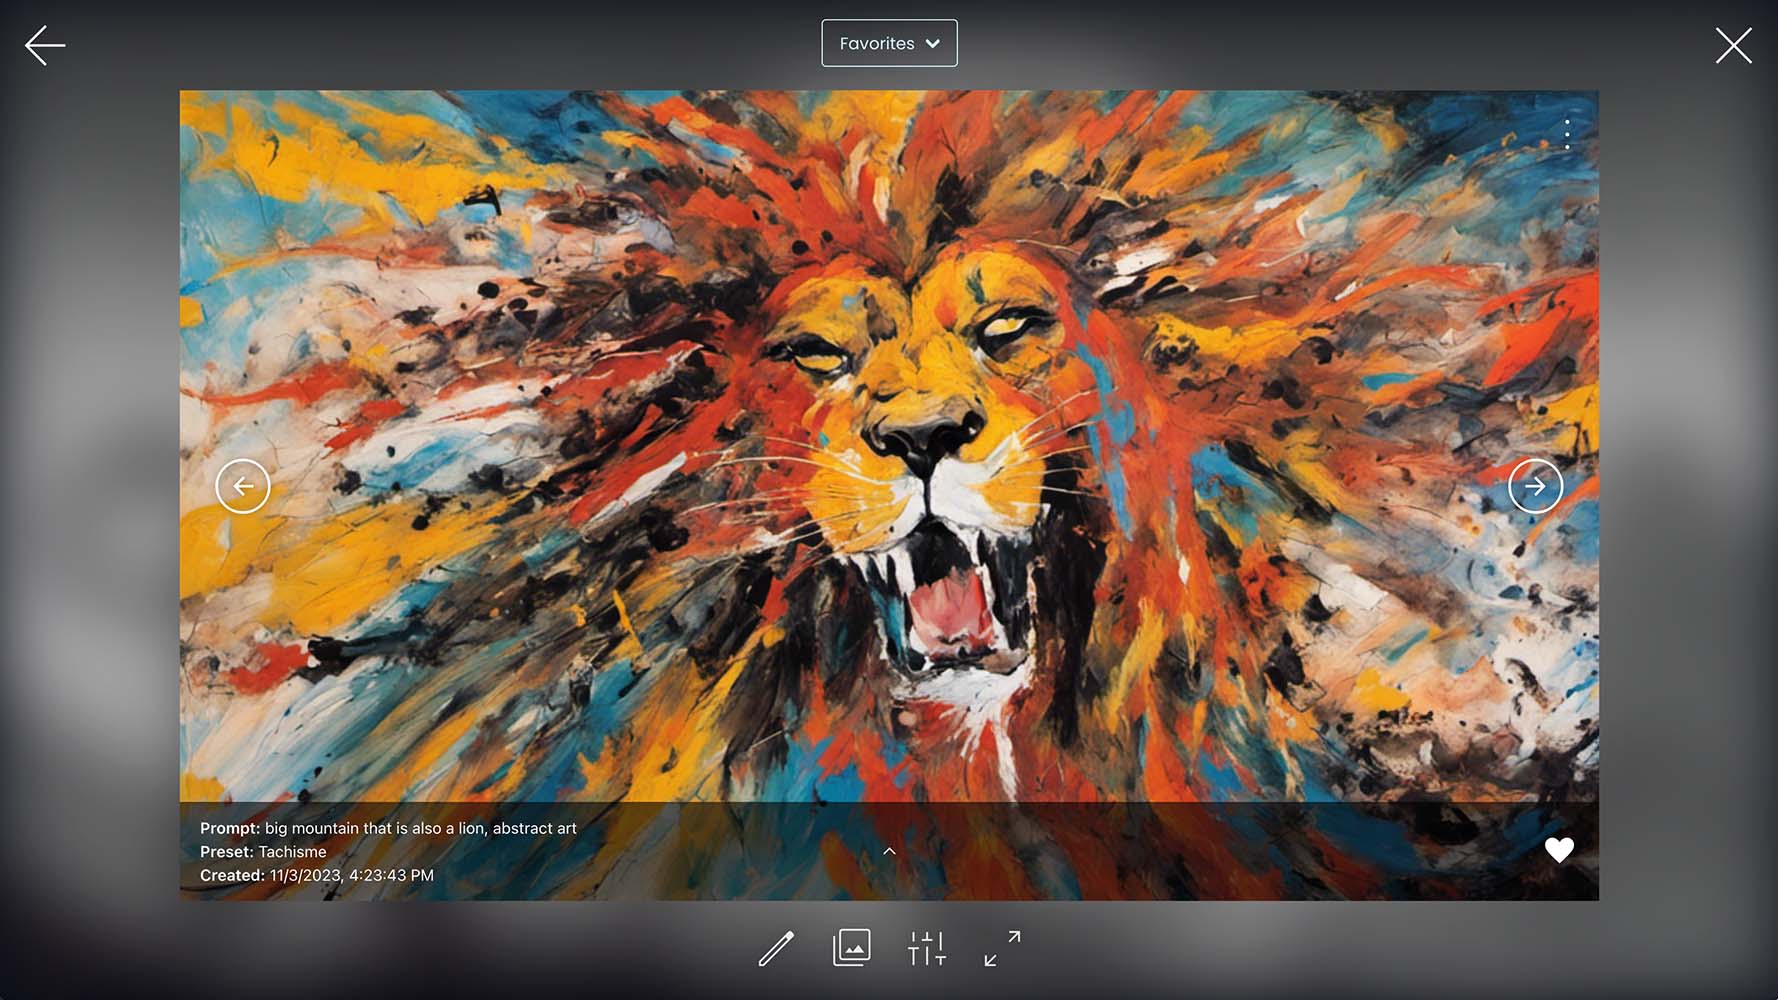 Favorites
Prompt: big mountain that is also a lion, abstract art
Preset: Tachisme
Created: 11/3/2023, 4:23:43 PM